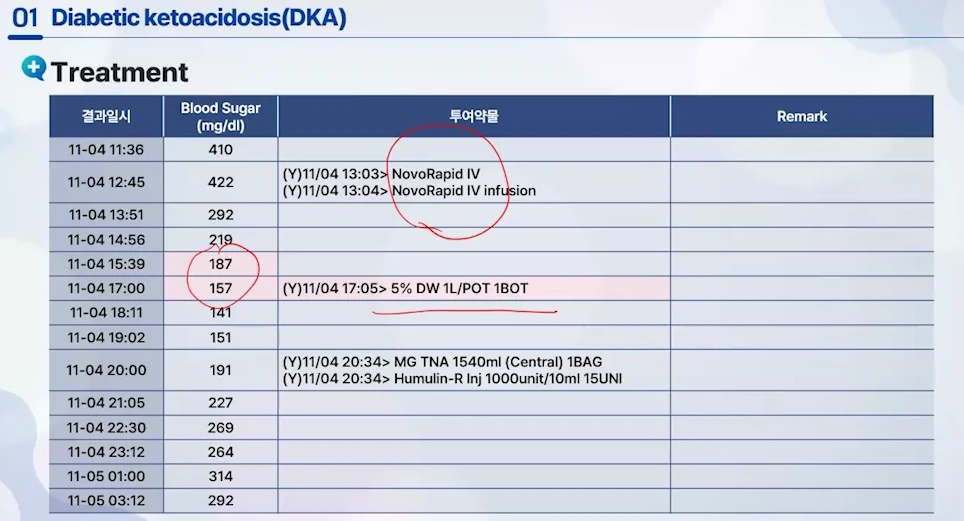 01 Diabetic ketoacidosis(DKA)
Treatment
결과일시 Blood Sugar (mg/dl) 투여약물 Remark
11-04 11:36 410
11-04 12:45 422 (Y)11/04 13:03> NovoRapid IV
(Y)11/04 13:04> NovoRapid IV infusion
11-04 13:51 292
11-04 14:56 219
11-04 15:39 187
11-04 17:00 157 (Y)11/04 17:05> 5% DW 1L/POT 1BOT
11-04 18:11 141
11-04 19:02 151
11-04 20:00 191 (Y)11/04 20:34> MG TNA 1540ml (Central) 1BAG
(Y)11/04 20:34> Humulin-R Inj 1000unit/10ml 15UNI
11-04 21:05 227
11-04 22:30 269
11-04 23:12 264
11-05 01:00 314
11-05 03:12 292